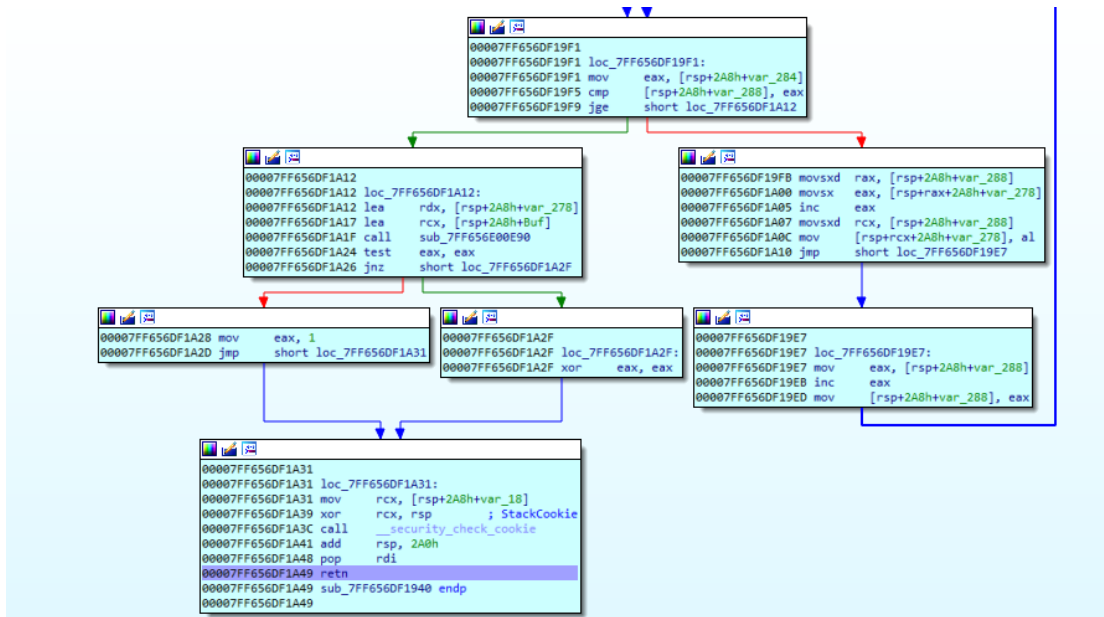 00007FF656DF19F1
00007FF656DF19F1 loc_7FF656DF19F1:
00007FF656DF19F1 mov eax, [rsp+2A8h+var_284]
00007FF656DF19F5 cmp [rsp+2A8h+var_288], eax
00007FF656DF19F9 jge short loc_7FF656DF1A12
00007FF656DF1A12
00007FF656DF1A12 loc_7FF656DF1A12:
00007FF656DF1A12 lea rdx, [rsp+2A8h+var_278]
00007FF656DF1A17 lea rcx, [rsp+2A8h+Buf]
00007FF656DF1A1F call sub_7FF656E00E90
00007FF656DF1A24 test eax, eax
00007FF656DF1A26 jnz short loc_7FF656DF1A2F
00007FF656DF19FB movsxd rax, [rsp+2A8h+var_288]
00007FF656DF1A00 movsx eax, [rsp+rax+2A8h+var_278]
00007FF656DF1A05 inc eax
00007FF656DF1A07 movsxd rcx, [rsp+2A8h+var_288]
00007FF656DF1A0C mov [rsp+rcx+2A8h+var_278], al
00007FF656DF1A10 jmp short loc_7FF656DF19E7
00007FF656DF1A28 mov eax, 1
00007FF656DF1A2D jmp short loc_7FF656DF1A31
00007FF656DF1A2F
00007FF656DF1A2F loc_7FF656DF1A2F:
00007FF656DF1A2F xor eax, eax
00007FF656DF19E7
00007FF656DF19E7 loc_7FF656DF19E7:
00007FF656DF19E7 mov eax, [rsp+2A8h+var_288]
00007FF656DF19EB inc eax
00007FF656DF19ED mov [rsp+2A8h+var_288], eax
00007FF656DF1A31
00007FF656DF1A31 loc_7FF656DF1A31:
00007FF656DF1A31 mov rcx, [rsp+2A8h+var_18]
00007FF656DF1A39 xor rcx, rsp ; StackCookie
00007FF656DF1A3C call __security_check_cookie
00007FF656DF1A41 add rsp, 2A0h
00007FF656DF1A48 pop rdi
00007FF656DF1A49 retn
00007FF656DF1A49 sub_7FF656DF1940 endp
00007FF656DF1A49